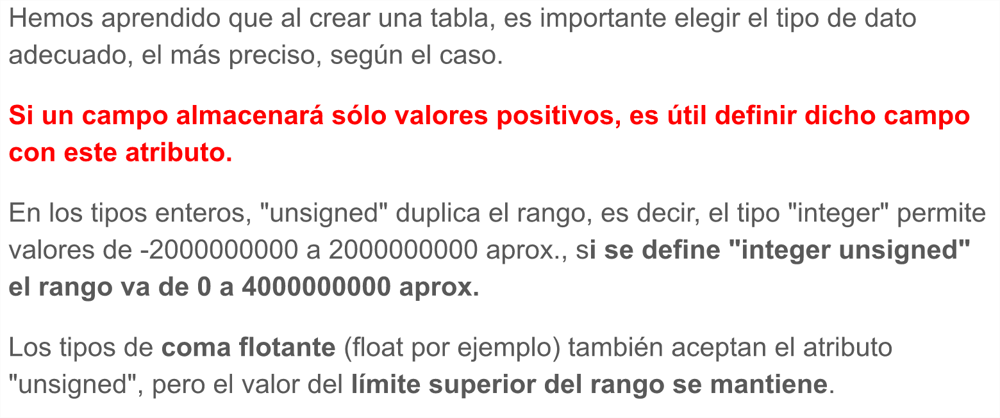 Hemos aprendido que al crear una tabla, es importante elegir el tipo de dato
adecuado, el más preciso, según el caso.
Si un campo almacenará sólo valores positivos, es útil definir dicho campo
con este atributo.
En los tipos enteros, "unsigned" duplica el rango, es decir, el tipo "integer" permite
valores de -2000000000 a 2000000000 aprox., si se define "integer unsigned"
el rango va de 0 a 4000000000 aprox.
Los tipos de coma flotante (float por ejemplo) también aceptan el atributo
"unsigned", pero el valor del límite superior del rango se mantiene.